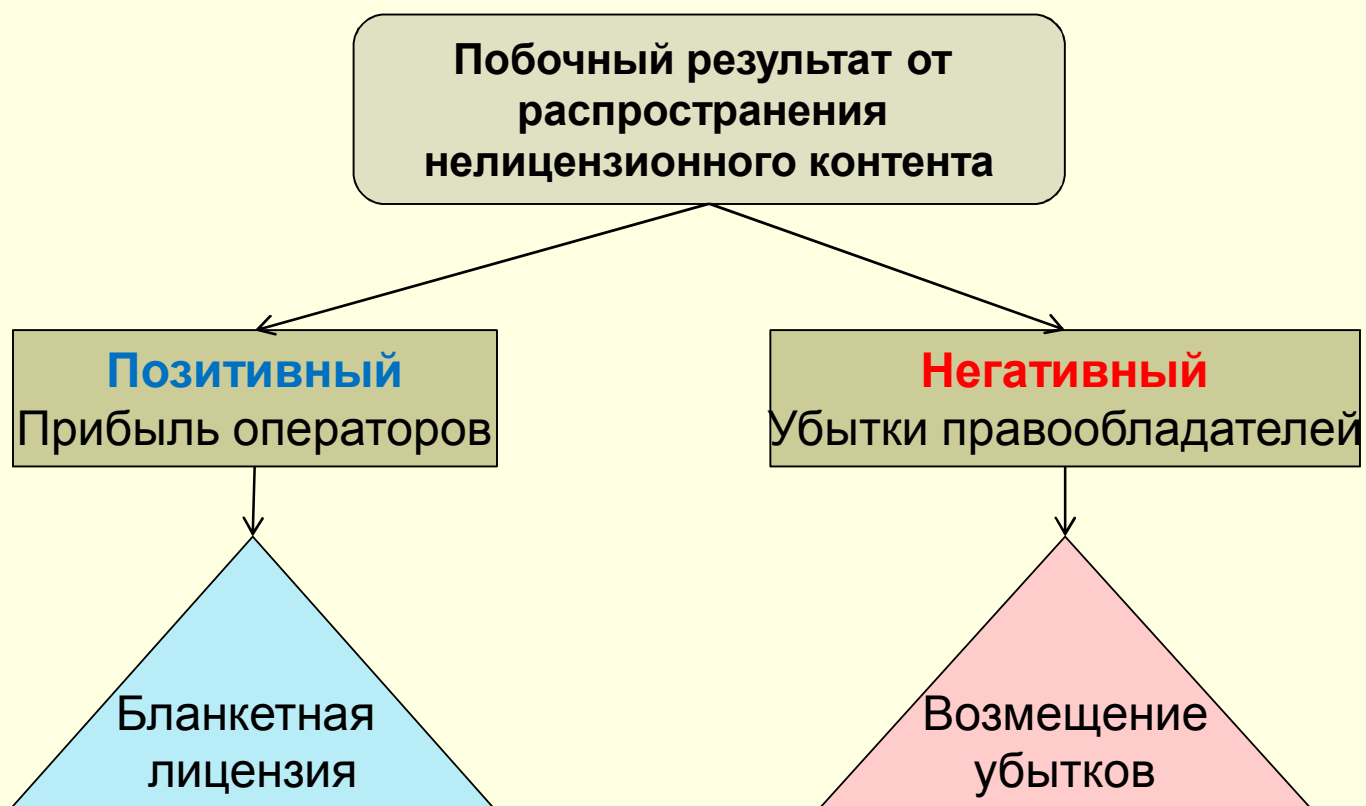 Побочный результат от
распространения
нелицензионного контента
Позитивный
Прибыль операторов
Негативный
Убытки правообладателей
Бланкетная
лицензия
Возмещение
убытков